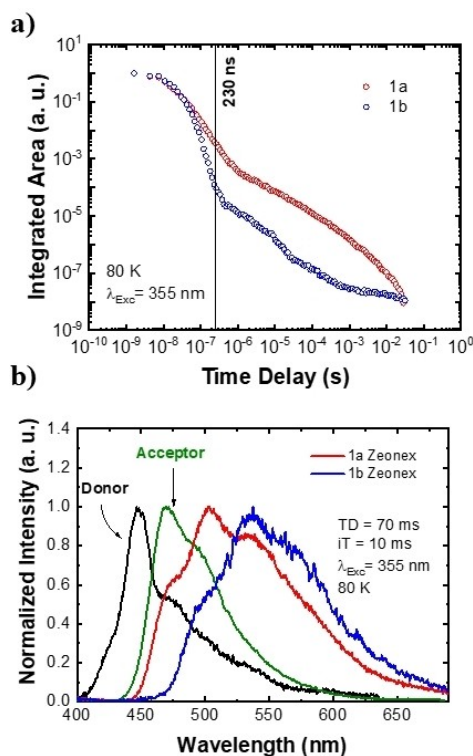 a)
10¹
10⁻¹
10⁻³
10⁻⁵
10⁻⁷
10⁻⁹
Integrated Area (a. u.)
230 ns
1a
1b
80 K
λExc= 355 nm
10⁻¹⁰ 10⁻⁹ 10⁻⁸ 10⁻⁷ 10⁻⁶ 10⁻⁵ 10⁻⁴ 10⁻³ 10⁻² 10⁻¹ 10⁰
Time Delay (s)
b)
1.4
1.2
1.0
0.8
0.6
0.4
0.2
0.0
Normalized Intensity (a. u.)
Acceptor
Donor
1a Zeonex
1b Zeonex
TD = 70 ms
iT = 10 ms
λExc= 355 nm
80 K
400 450 500 550 600 650
Wavelength (nm)